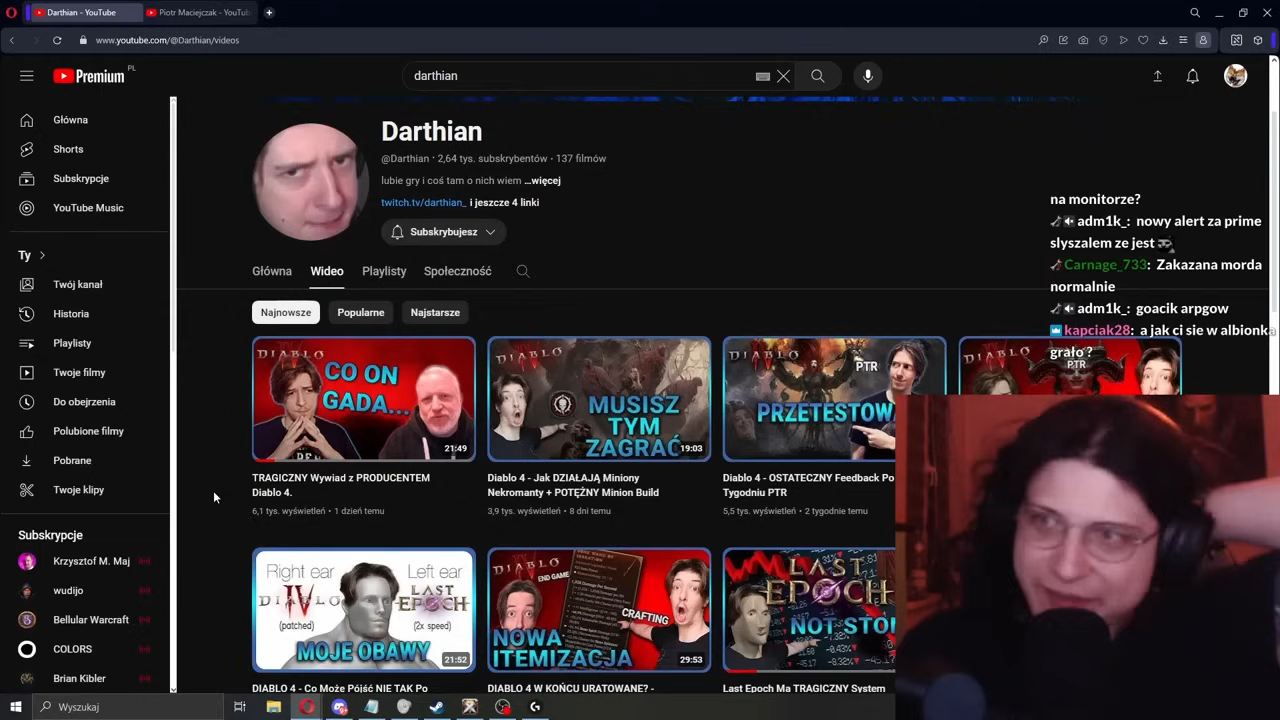 Darthian - YouTube
Piotr Maciejczak - YouTub
www.youtube.com/@Darthian/videos
Premium PL
darthian
Główna
Shorts
Subskrypcje
YouTube Music
Ty
Twój kanał
Historia
Playlisty
Twoje filmy
Do obejrzenia
Polubione filmy
Pobrane
Twoje klipy
Subskrypcje
Krzysztof M. Maj
wudijo
Bellular Warcraft
COLORS
Brian Kibler
Darthian
@Darthian · 2,64 tys. subskrybentów · 137 filmów
lubie gry i coś tam o nich wiem ...więcej
twitch.tv/darthian_ i jeszcze 4 linki
Subskrybujesz
Główna Wideo Playlisty Społeczność
Najnowsze Popularne Najstarsze
DIABLO
CO ON
GADA...
21:49
TRAGICZNY Wywiad z PRODUCENTEM
Diablo 4.
6,1 tys. wyświetleń · 1 dzień temu
DIABLO
MUSISZ
TYM
ZAGRAĆ
19:03
Diablo 4 - Jak DZIAŁAJĄ Miniony
Nekromanty + POTĘŻNY Minion Build
3,9 tys. wyświetleń · 8 dni temu
DIABLO
PTR
PRZETESTOW
Diablo 4 - OSTATECZNY Feedback Po
Tygodniu PTR
5,5 tys. wyświetleń · 2 tygodnie temu
DIABLO
PTR
Right ear Left ear
DIABLO IV LAST
EPOCH
(patched) (2x speed)
MOJE OBAWY
21:52
DIABLO 4 - Co Może Pójść NIE TAK Po
DIABLO
END GAME
CRAFTING
NOWA
ITEMIZACJA
29:53
DIABLO 4 W KOŃCU URATOWANE? -
LAST
EPOCH
NOT STO
Last Epoch Ma TRAGICZNY System
na monitorze?
adm1k_: nowy alert za prime
slyszalem ze jest
Carnage_733: Zakazana morda
normalnie
adm1k_: goacik arpgow
kapciak28: a jak ci sie w albionka
grało ?
Wyszukaj